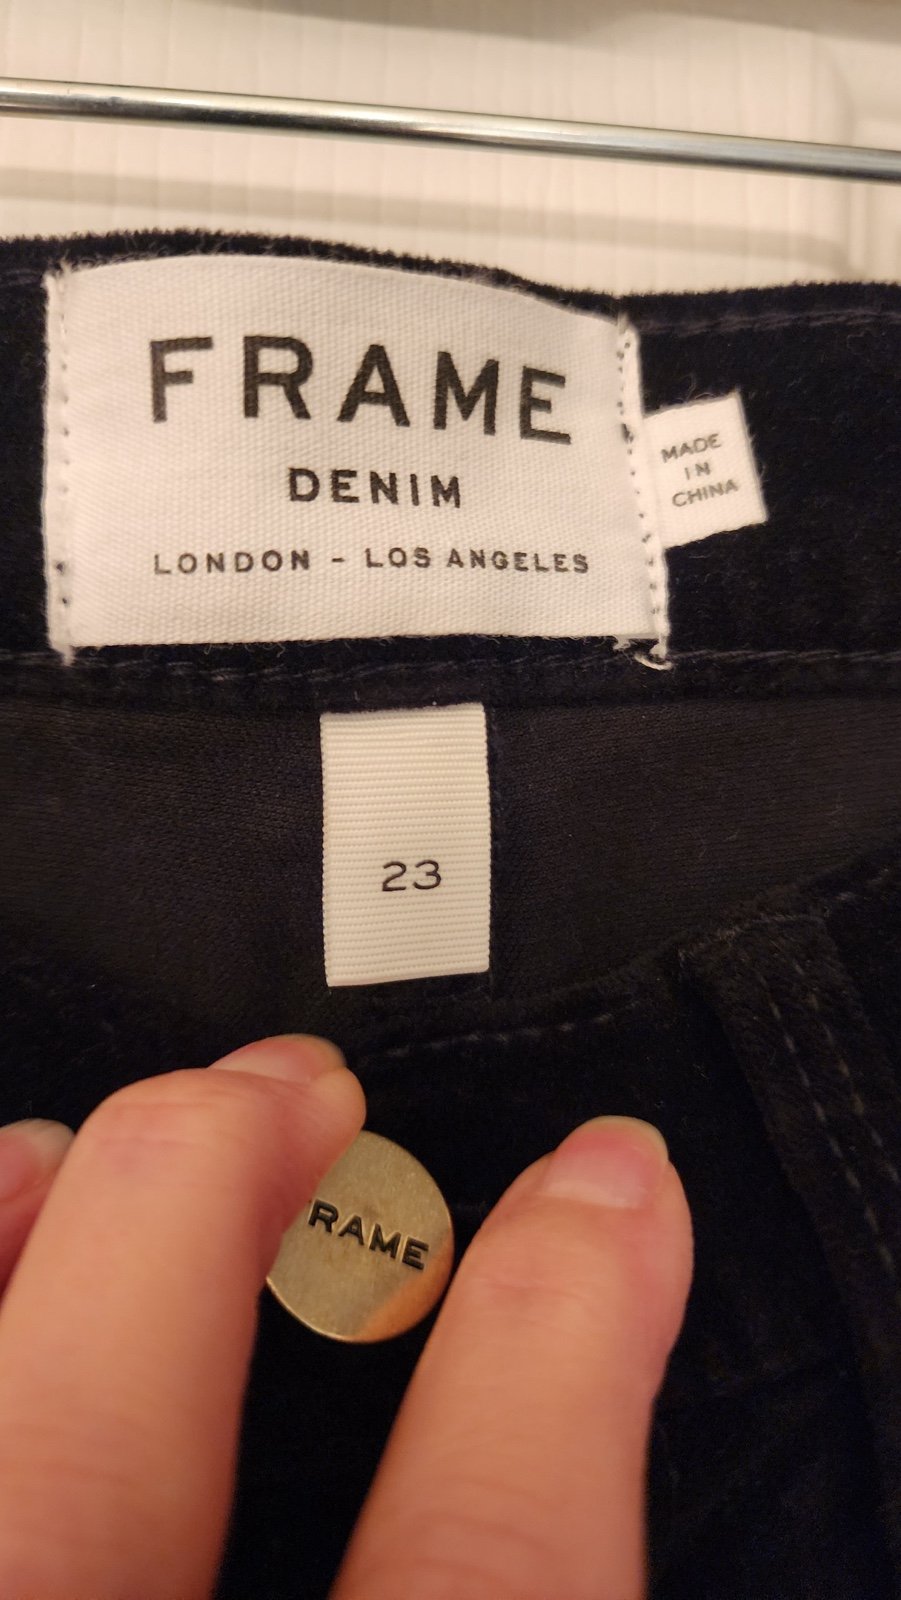 FRAME
DENIM
LONDON - LOS ANGELES
MADE
IN
CHINA
23
RAME